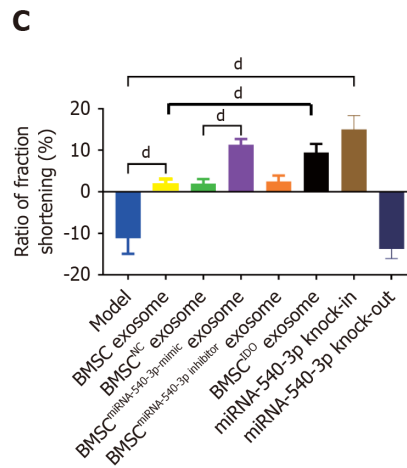 C
d
d
d
d
20
10
0
-10
-20
Ratio of fraction
shortening (%)
Model
BMSC exosome
BMSC^NC exosome
BMSC^miRNA-540-3p-mimic exosome
BMSC^miRNA-540-3p inhibitor exosome
BMSC^IDO exosome
miRNA-540-3p knock-in
miRNA-540-3p knock-out